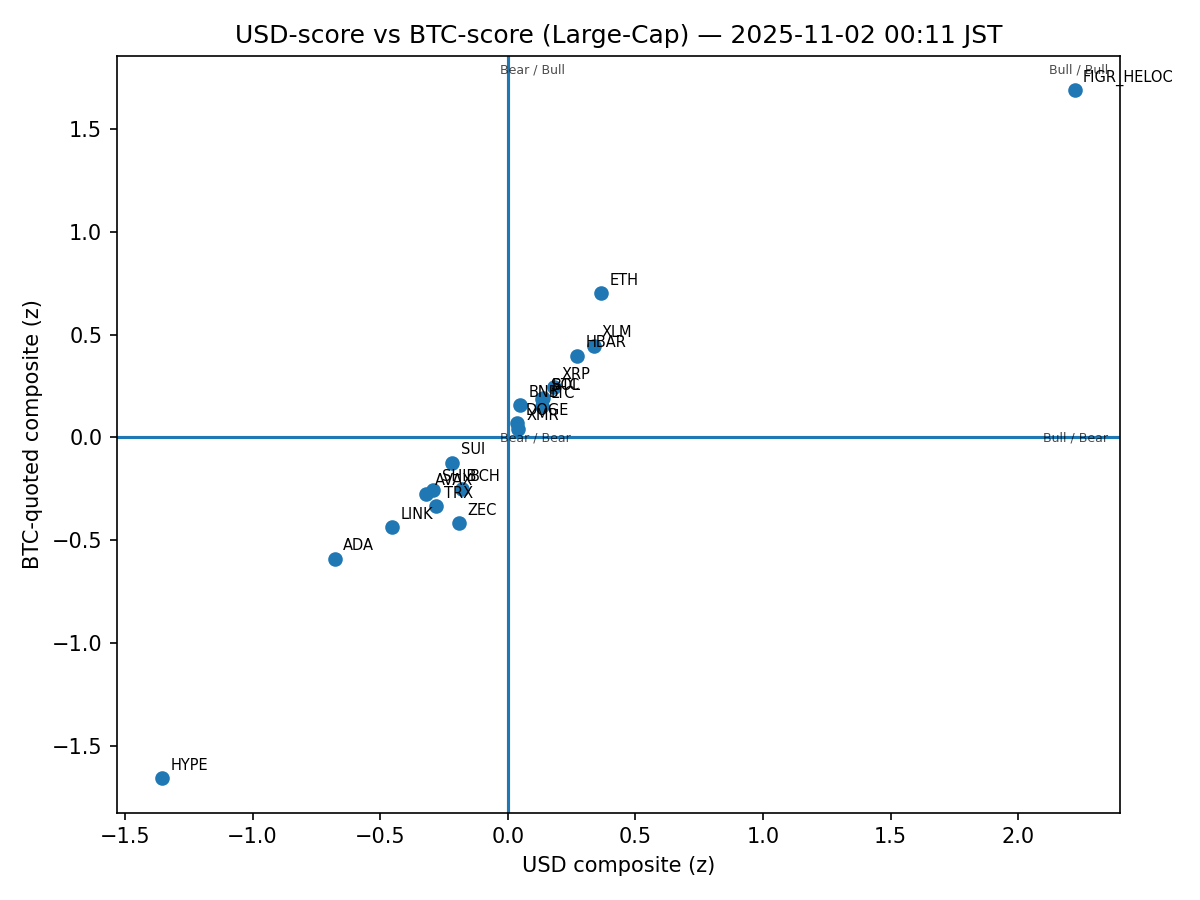 USD-score vs BTC-score (Large-Cap) — 2025-11-02 00:11 JST
Bear / Bull
Bull / Bull
FIGR_HELOC
ETH
XLM
HBAR
XRP
SOL
LTC
BNB
DOGE
XMR
Bear / Bear
Bull / Bear
SUI
SHIB
BCH
AVAX
TRX
ZEC
LINK
ADA
HYPE
1.5
1.0
0.5
0.0
−0.5
−1.0
−1.5
BTC-quoted composite (z)
−1.5
−1.0
−0.5
0.0
0.5
1.0
1.5
2.0
USD composite (z)